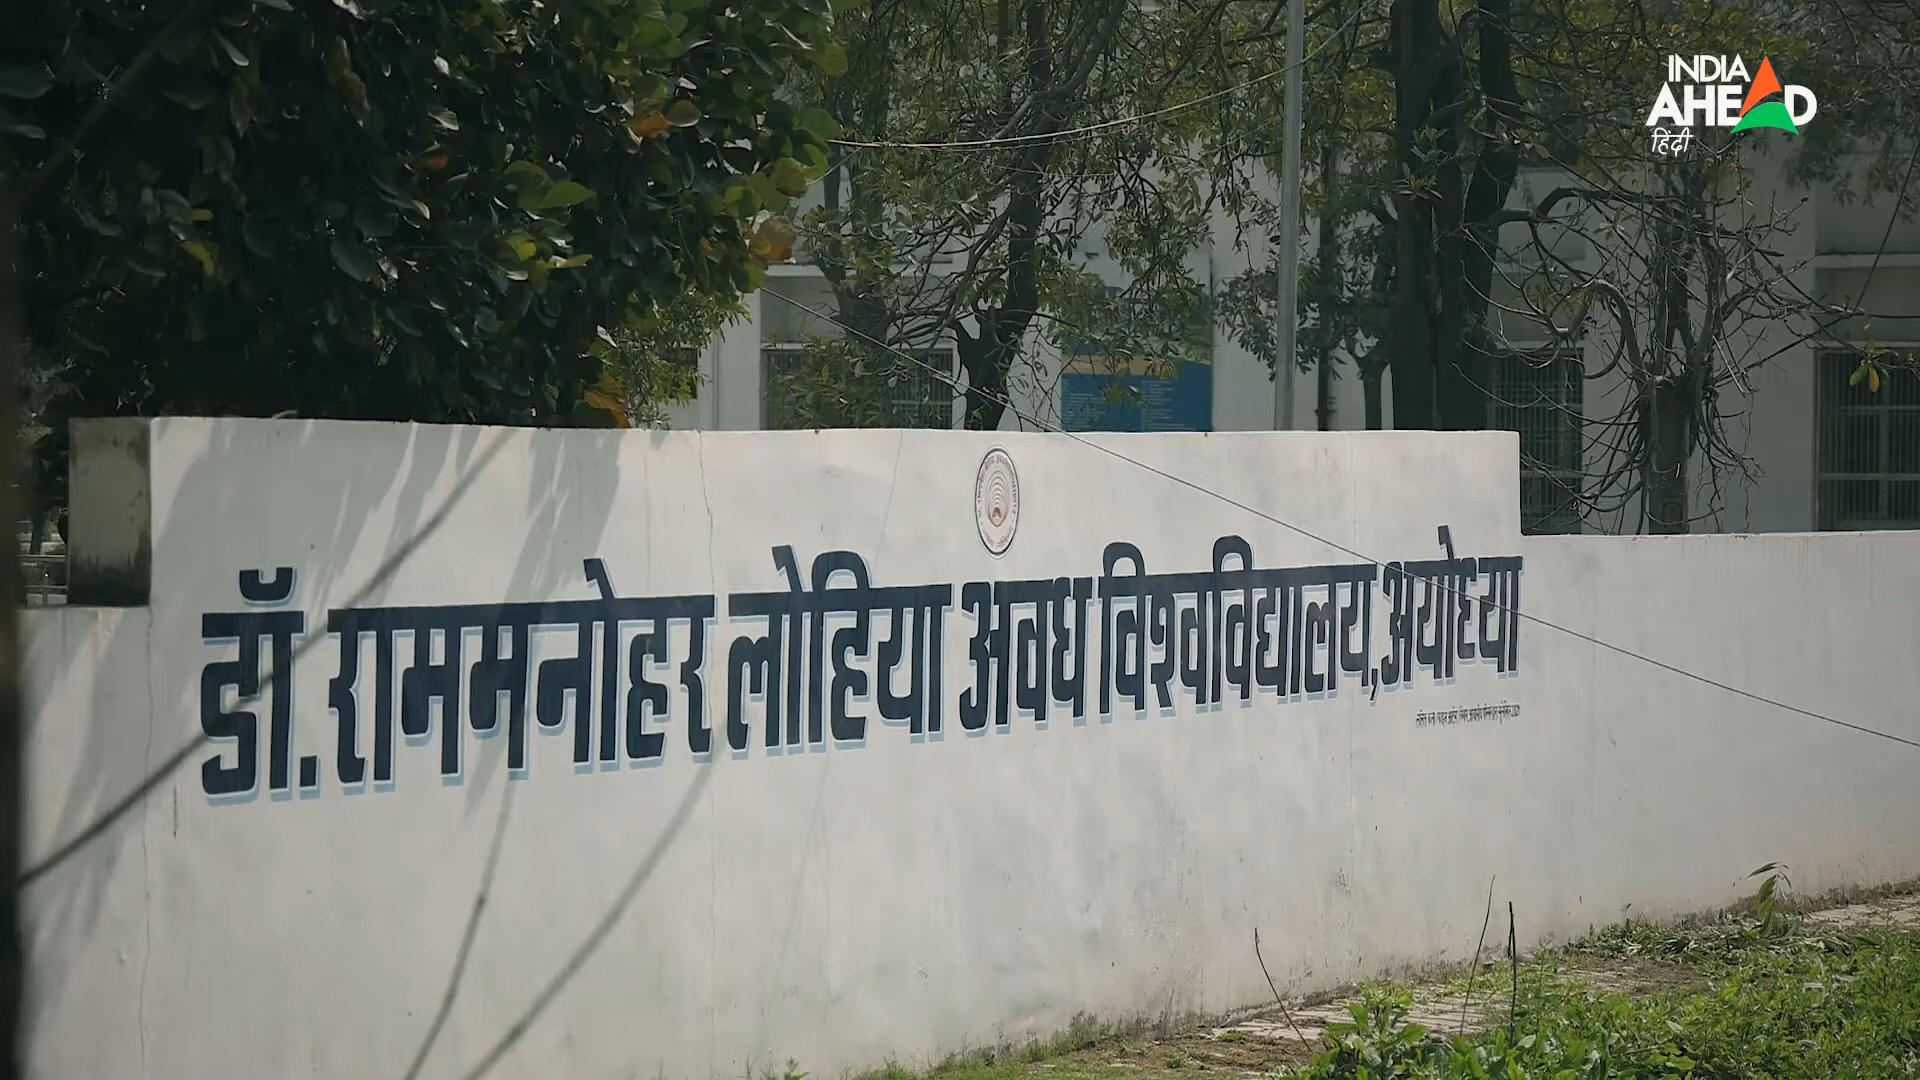 INDIA
AHEAD
हिंदी
डॉ. राममनोहर लोहिया अवध विश्वविद्यालय, अयोध्या